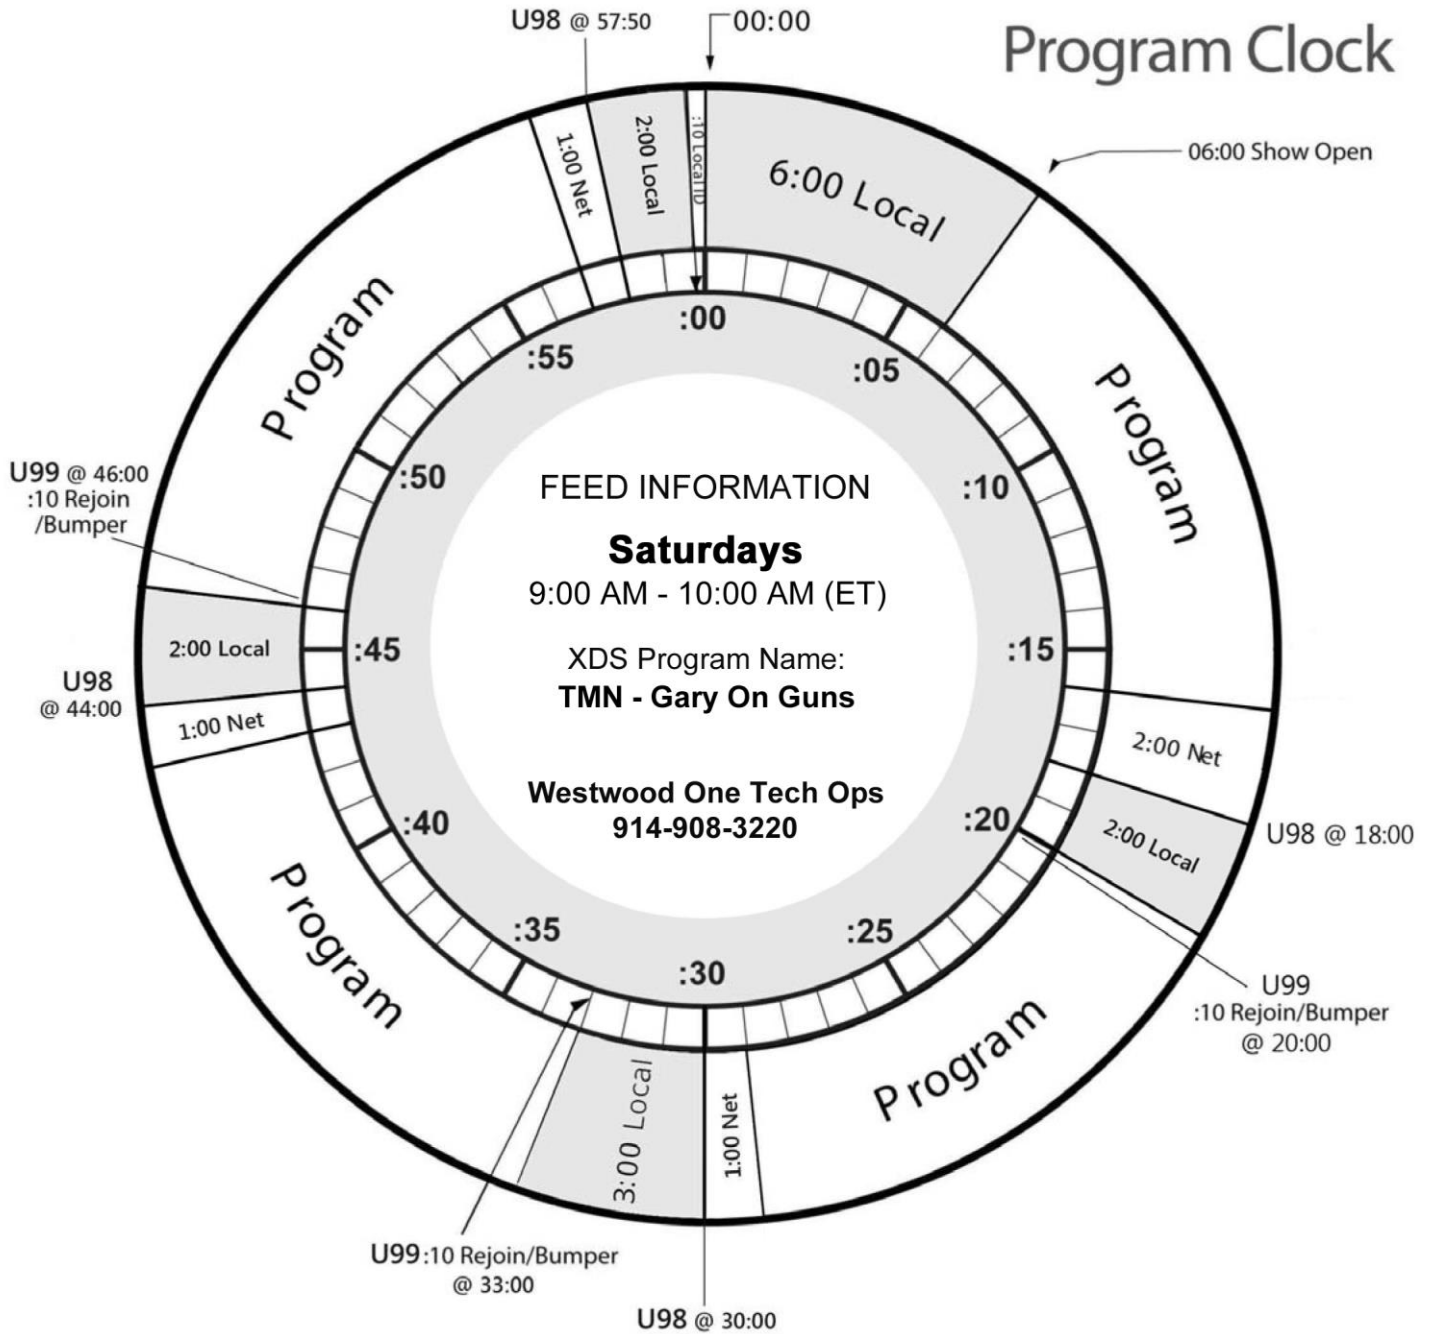 Program Clock
U98 @ 57:50
00:00
06:00 Show Open
1:00 Net
2:00 Local
:10 Local ID
6:00 Local
Program
Program
:00
:05
:10
:15
:20
:25
:30
:35
:40
:45
:50
:55
FEED INFORMATION
Saturdays
9:00 AM - 10:00 AM (ET)
XDS Program Name:
TMN - Gary On Guns
Westwood One Tech Ops
914-908-3220
U99 @ 46:00
:10 Rejoin
/Bumper
2:00 Local
U98
@ 44:00
1:00 Net
2:00 Net
U98 @ 18:00
2:00 Local
U99
:10 Rejoin/Bumper
@ 20:00
Program
Program
3:00 Local
1:00 Net
U99:10 Rejoin/Bumper
@ 33:00
U98 @ 30:00